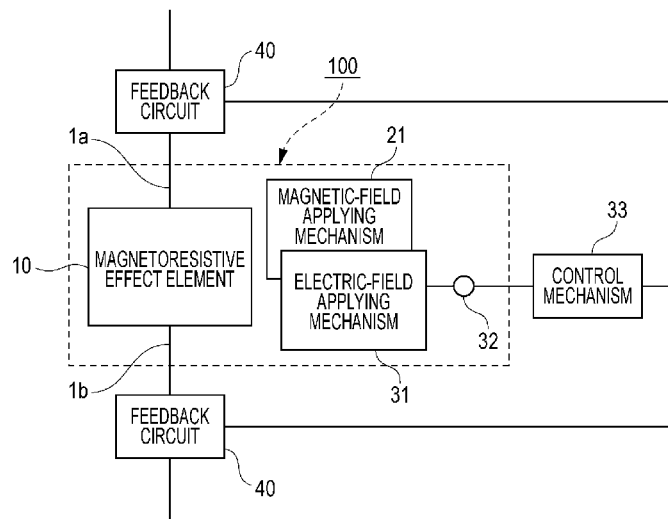 FEEDBACK
CIRCUIT
40
100
1a
21
MAGNETIC-FIELD
APPLYING
MECHANISM
33
10
MAGNETORESISTIVE
EFFECT ELEMENT
ELECTRIC-FIELD
APPLYING
MECHANISM
CONTROL
MECHANISM
32
1b
31
FEEDBACK
CIRCUIT
40